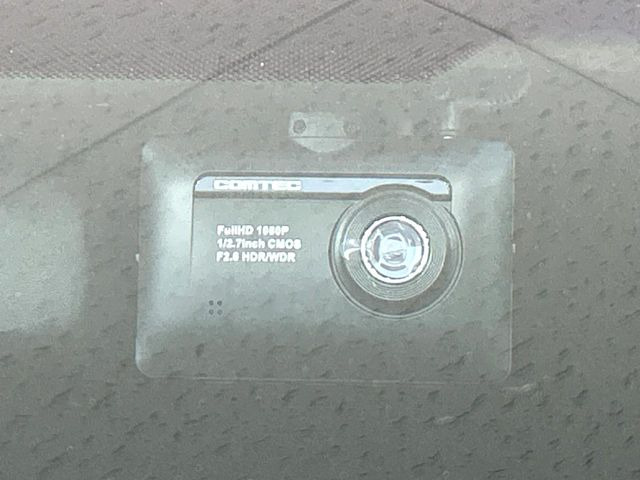 COMTEC
FullHD 1080P
1/2.7inch CMOS
F2.0 HDR/WDR